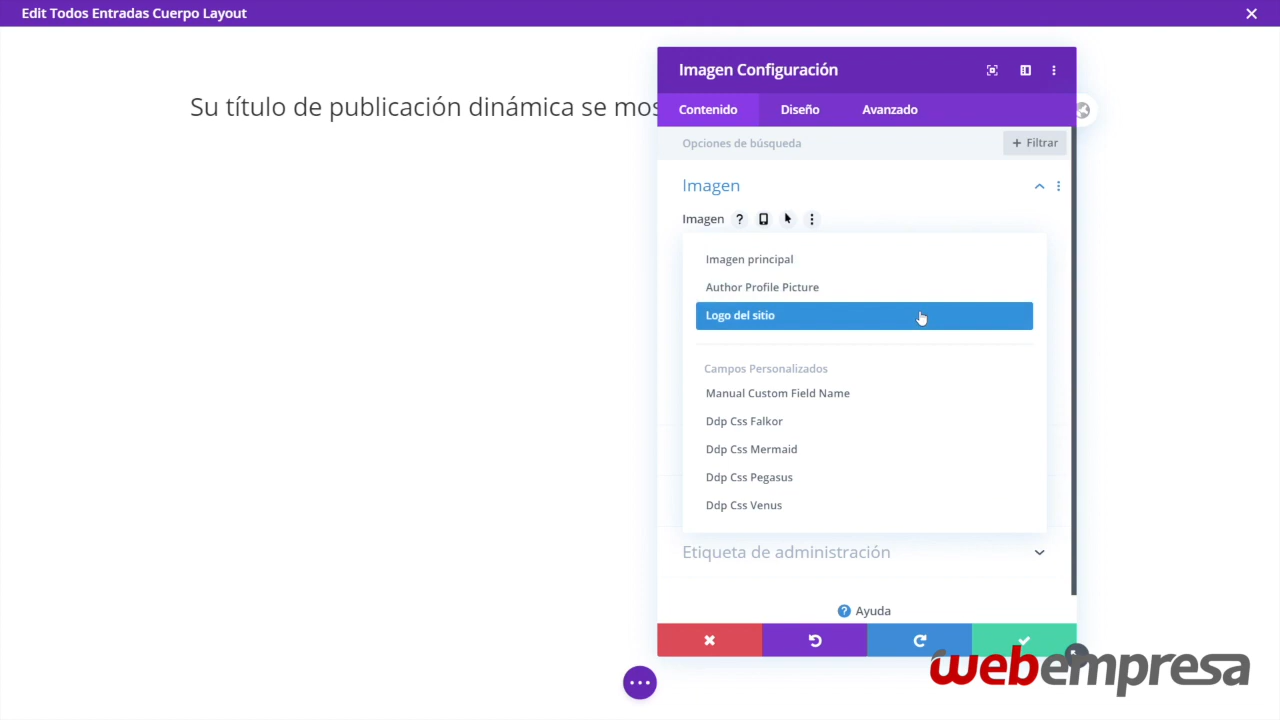 Edit Todos Entradas Cuerpo Layout
Imagen Configuración
Su título de publicación dinámica se mos
Contenido Diseño Avanzado
Opciones de búsqueda + Filtrar
Imagen
Imagen ?
Imagen principal
Author Profile Picture
Logo del sitio
Campos Personalizados
Manual Custom Field Name
Ddp Css Falkor
Ddp Css Mermaid
Ddp Css Pegasus
Ddp Css Venus
Etiqueta de administración
? Ayuda
webempresa